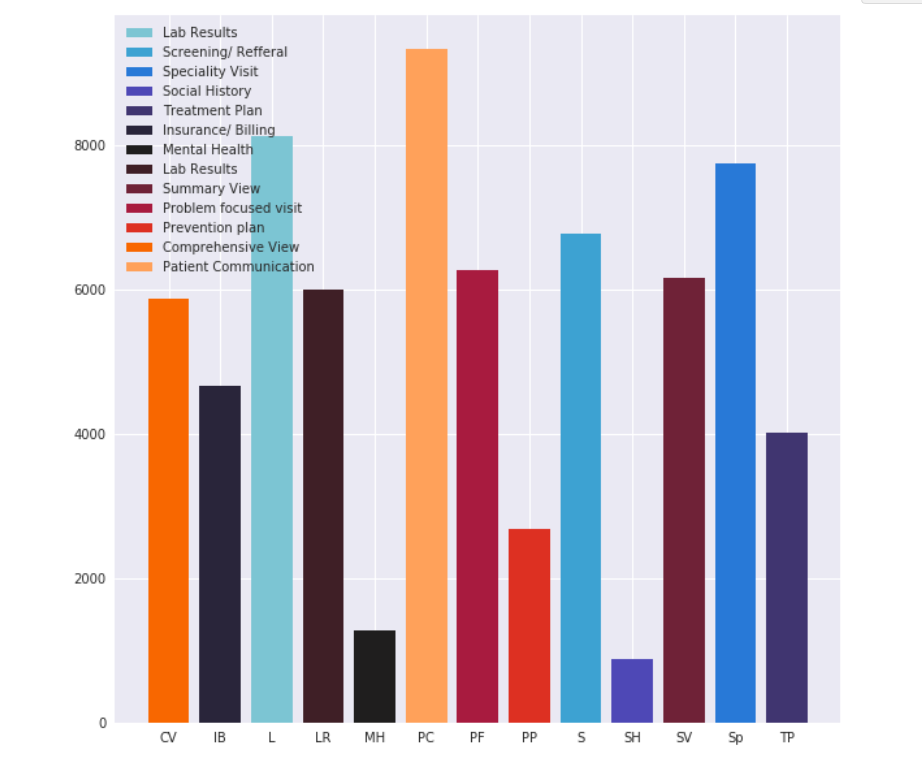 Lab Results
Screening/ Refferal
Speciality Visit
Social History
Treatment Plan
Insurance/ Billing
Mental Health
Lab Results
Summary View
Problem focused visit
Prevention plan
Comprehensive View
Patient Communication
8000
6000
4000
2000
0
CV IB L LR MH PC PF PP S SH SV Sp TP